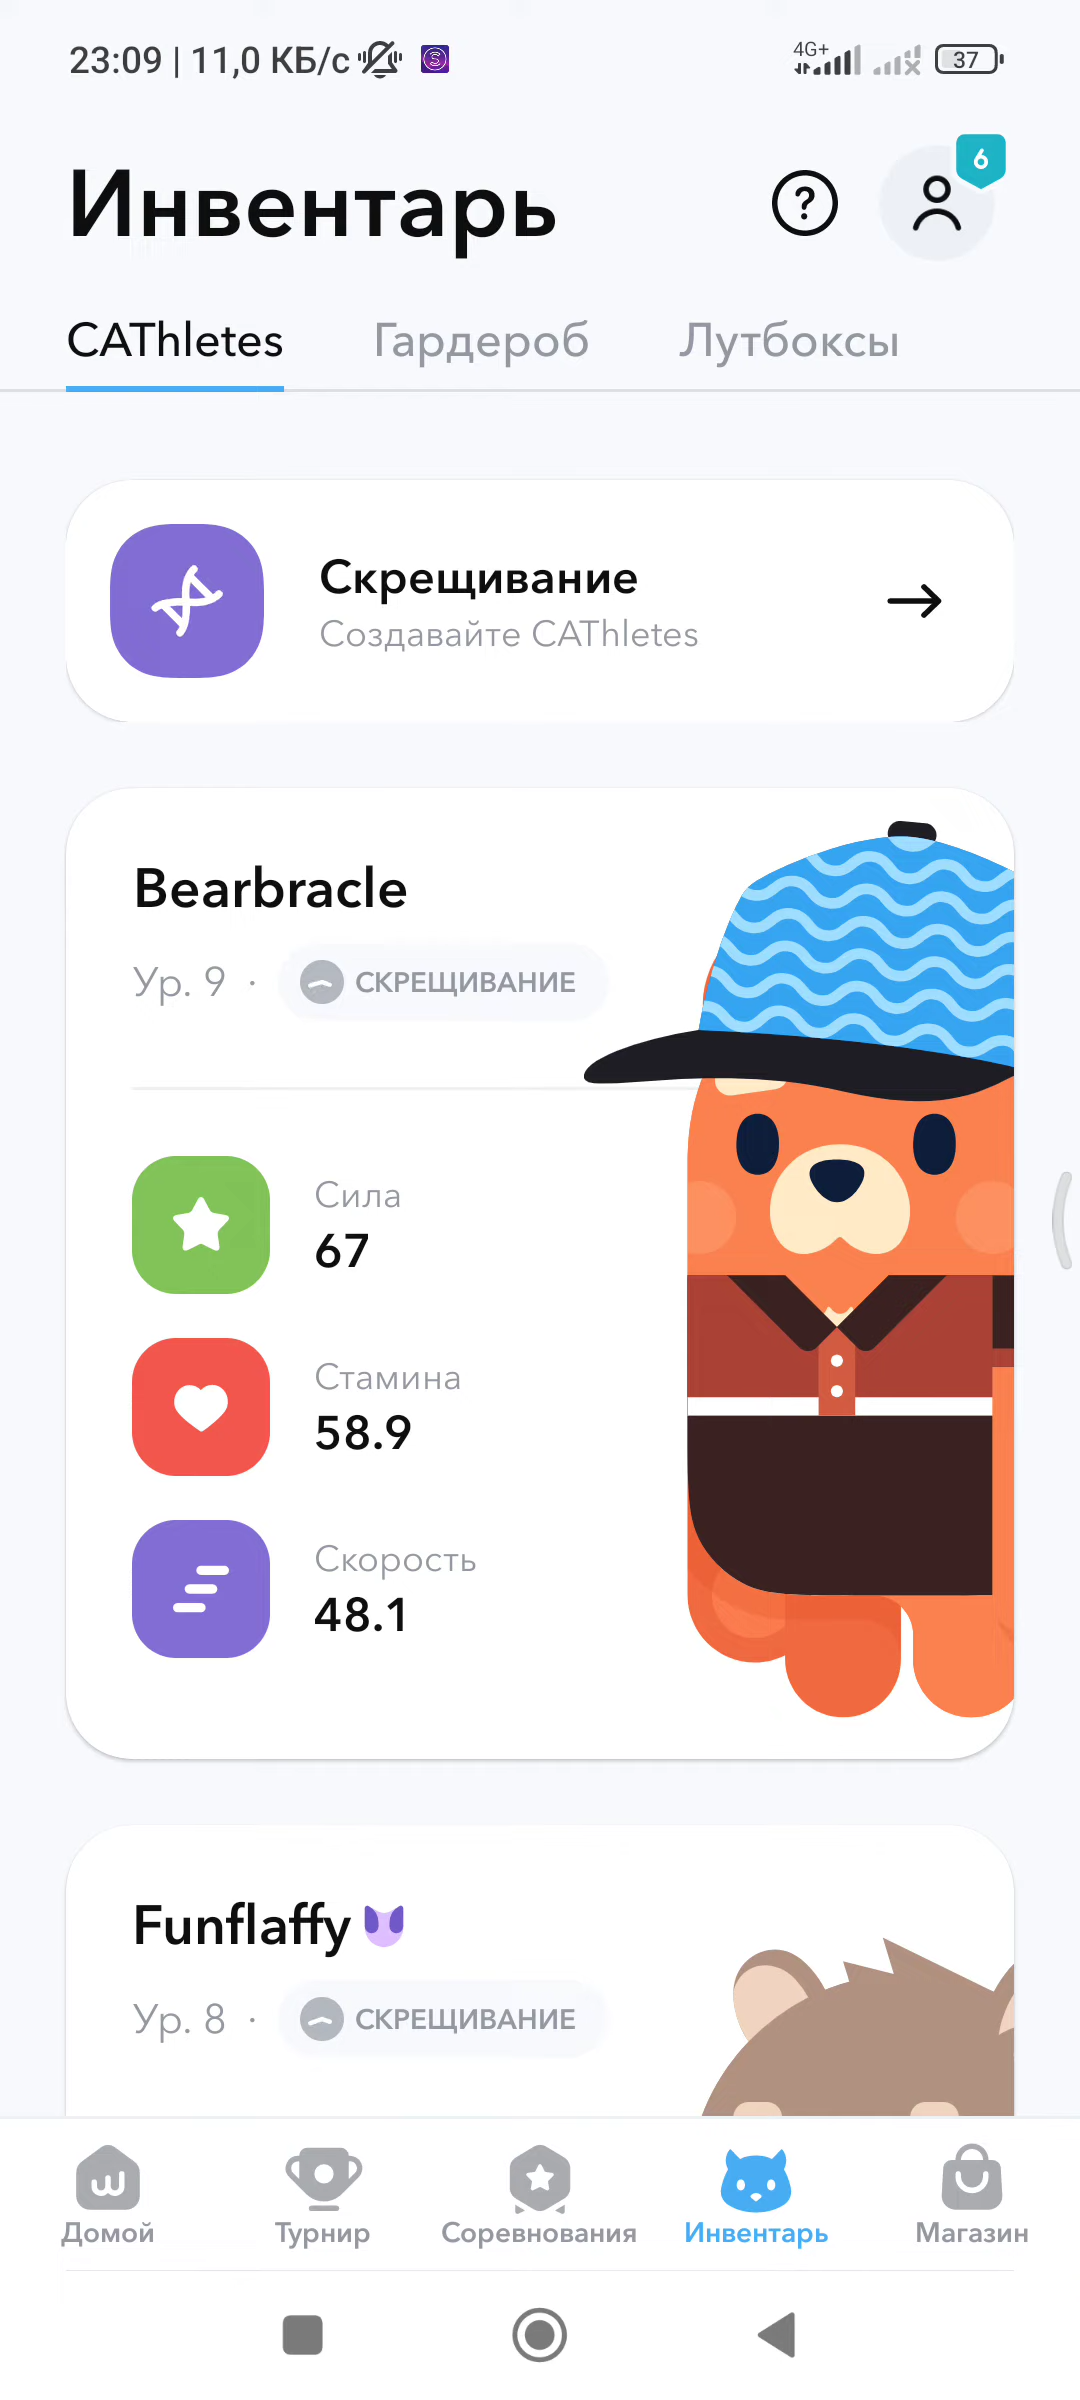 23:09 | 11,0 КБ/с
4G+
37
Инвентарь
?
6
CAThletes
Гардероб
Лутбоксы
Скрещивание
Создавайте CAThletes
Bearbracle
Ур. 9 · СКРЕЩИВАНИЕ
Сила
67
Стамина
58.9
Скорость
48.1
Funflaffy
Ур. 8 · СКРЕЩИВАНИЕ
Домой
Турнир
Соревнования
Инвентарь
Магазин